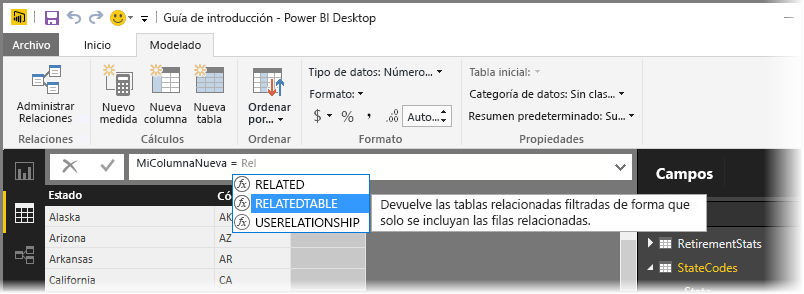 Guía de introducción - Power BI Desktop
Archivo Inicio Modelado
Administrar Relaciones
Relaciones
Nuevo medida
Nueva columna
Nueva tabla
Cálculos
Ordenar por...
Ordenar
Tipo de datos: Número...
Formato:
$ % , .00 Auto...
Formato
Tabla inicial:
Categoría de datos: Sin clas...
Resumen predeterminado: Su...
Propiedades
MiColumnaNueva = Rel
fx RELATED
fx RELATEDTABLE
fx USERELATIONSHIP
Devuelve las tablas relacionadas filtradas de forma que
solo se incluyan las filas relacionadas.
Estado Có
Alaska AK
Arizona AZ
Arkansas AR
California CA
Campos
RetirementStats
StateCodes